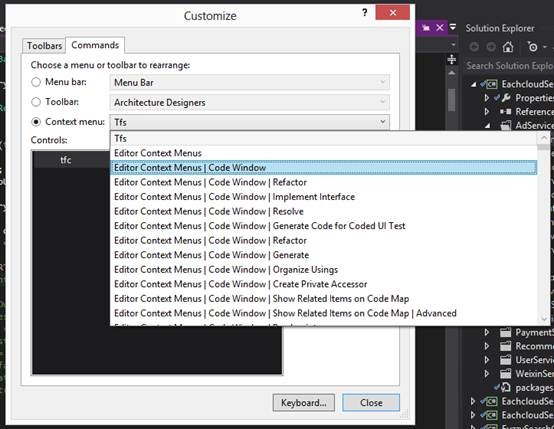 Customize
?
Toolbars
Commands
Choose a menu or toolbar to rearrange:
Menu bar:
Menu Bar
Toolbar:
Architecture Designers
Context menu:
Tfs
Controls:
tfc
Tfs
Editor Context Menus
Editor Context Menus | Code Window
Editor Context Menus | Code Window | Refactor
Editor Context Menus | Code Window | Implement Interface
Editor Context Menus | Code Window | Resolve
Editor Context Menus | Code Window | Generate Code for Coded UI Test
Editor Context Menus | Code Window | Refactor
Editor Context Menus | Code Window | Generate
Editor Context Menus | Code Window | Organize Usings
Editor Context Menus | Code Window | Create Private Accessor
Editor Context Menus | Code Window | Show Related Items on Code Map
Editor Context Menus | Code Window | Show Related Items on Code Map | Advanced
Keyboard...
Close
Solution Explorer
Search Solution Explorer
EachcloudSe
Properti
Reference
AdService
PaymentS
Recomme
UserServi
WeixinSer
packages
EachcloudSe
EachcloudSe
FuzzySearch